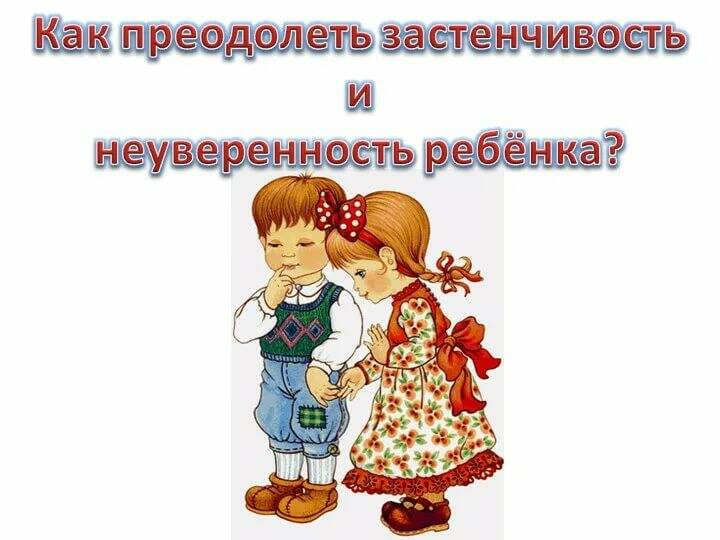 Как преодолеть застенчивость
и
неуверенность ребёнка?